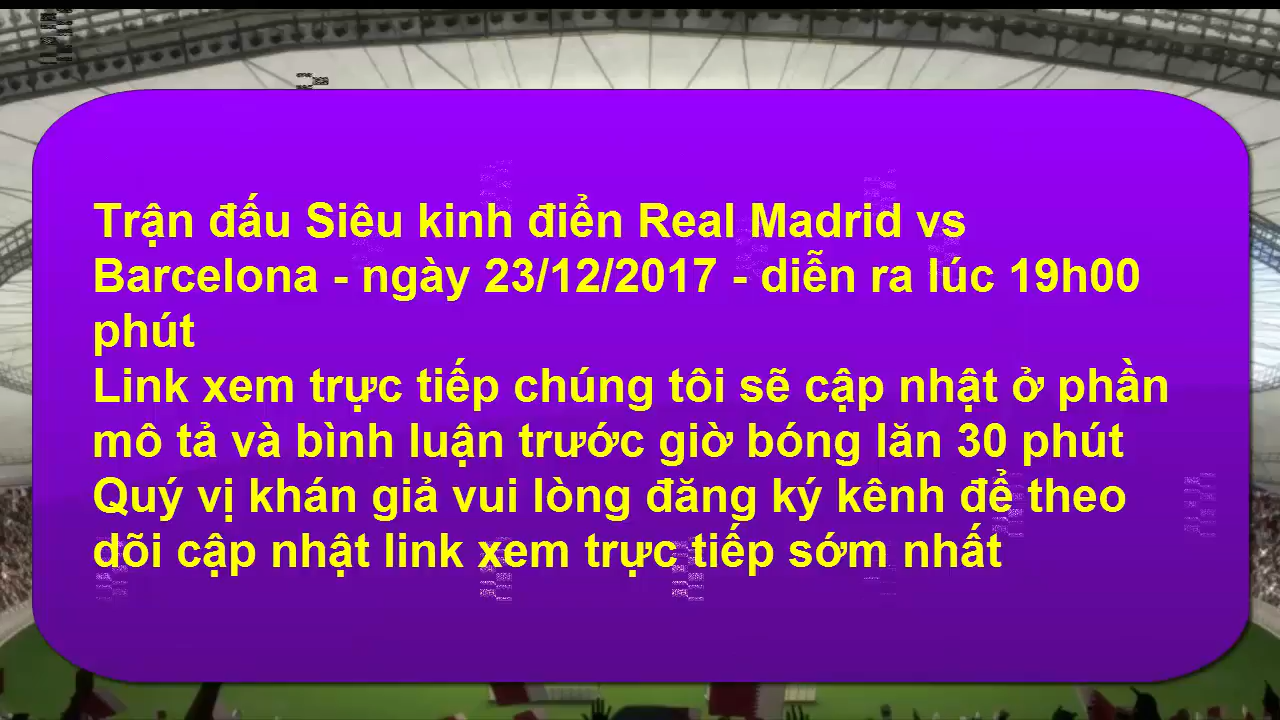 Trận đấu Siêu kinh điển Real Madrid vs
Barcelona - ngày 23/12/2017 - diễn ra lúc 19h00
phút
Link xem trực tiếp chúng tôi sẽ cập nhật ở phần
mô tả và bình luận trước giờ bóng lăn 30 phút
Quý vị khán giả vui lòng đăng ký kênh để theo
dõi cập nhật link xem trực tiếp sớm nhất